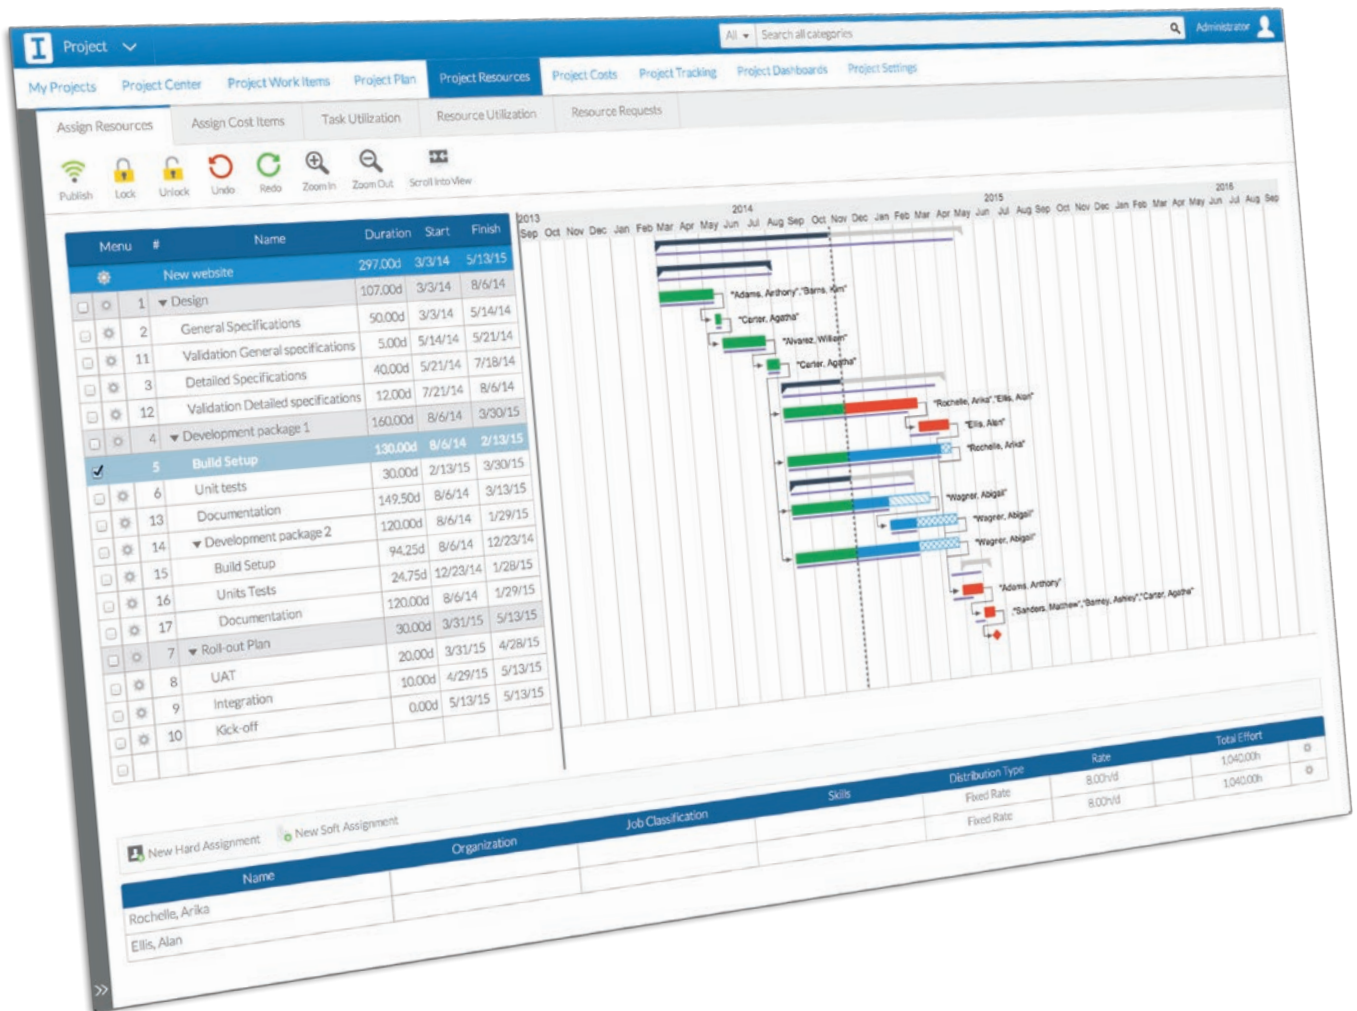 I Project
All Search all categories Administrator
My Projects Project Center Project Work Items Project Plan Project Resources Project Costs Project Tracking Project Dashboards Project Settings
Assign Resources Assign Cost Items Task Utilization Resource Utilization Resource Requests
Publish Lock Unlock Undo Redo Zoom In Zoom Out Scroll Into View
2013 2014 2015 2016
Sep Oct Nov Dec Jan Feb Mar Apr May Jun Jul Aug Sep Oct Nov Dec Jan Feb Mar Apr May Jun Jul Aug Sep Oct Nov Dec Jan Feb Mar Apr May Jun Jul Aug Sep
Menu # Name Duration Start Finish
New website 297.00d 3/3/14 5/13/15
1 Design 107.00d 3/3/14 8/6/14
2 General Specifications 50.00d 3/3/14 5/14/14
11 Validation General specifications 5.00d 5/14/14 5/21/14
3 Detailed Specifications 40.00d 5/21/14 7/18/14
12 Validation Detailed specifications 12.00d 7/21/14 8/6/14
4 Development package 1 160.00d 8/6/14 3/30/15
5 Build Setup 130.00d 8/6/14 2/13/15
6 Unit tests 30.00d 2/13/15 3/30/15
13 Documentation 149.50d 8/6/14 3/13/15
14 Development package 2 120.00d 8/6/14 1/29/15
15 Build Setup 94.25d 8/6/14 12/23/14
16 Units Tests 24.75d 12/23/14 1/28/15
17 Documentation 120.00d 8/6/14 1/29/15
7 Roll-out Plan 30.00d 3/31/15 5/13/15
8 UAT 20.00d 3/31/15 4/28/15
9 Integration 10.00d 4/29/15 5/13/15
10 Kick-off 0.00d 5/13/15 5/13/15
"Adams, Anthony","Barns, Kim"
"Carter, Agatha"
"Alvarez, William"
"Carter, Agatha"
"Rochelle, Arika","Ellis, Alan"
"Ellis, Alan"
"Rochelle, Arika"
"Wagner, Abigail"
"Wagner, Abigail"
"Wagner, Abigail"
"Adams, Anthony"
"Sanders, Mathew","Barney, Ashley","Carter, Agatha"
New Hard Assignment New Soft Assignment
Name Organization Job Classification Skills Distribution Type Rate Total Effort
Rochelle, Arika Fixed Rate 8.00h/d 1,040.00h
Ellis, Alan Fixed Rate 8.00h/d 1,040.00h